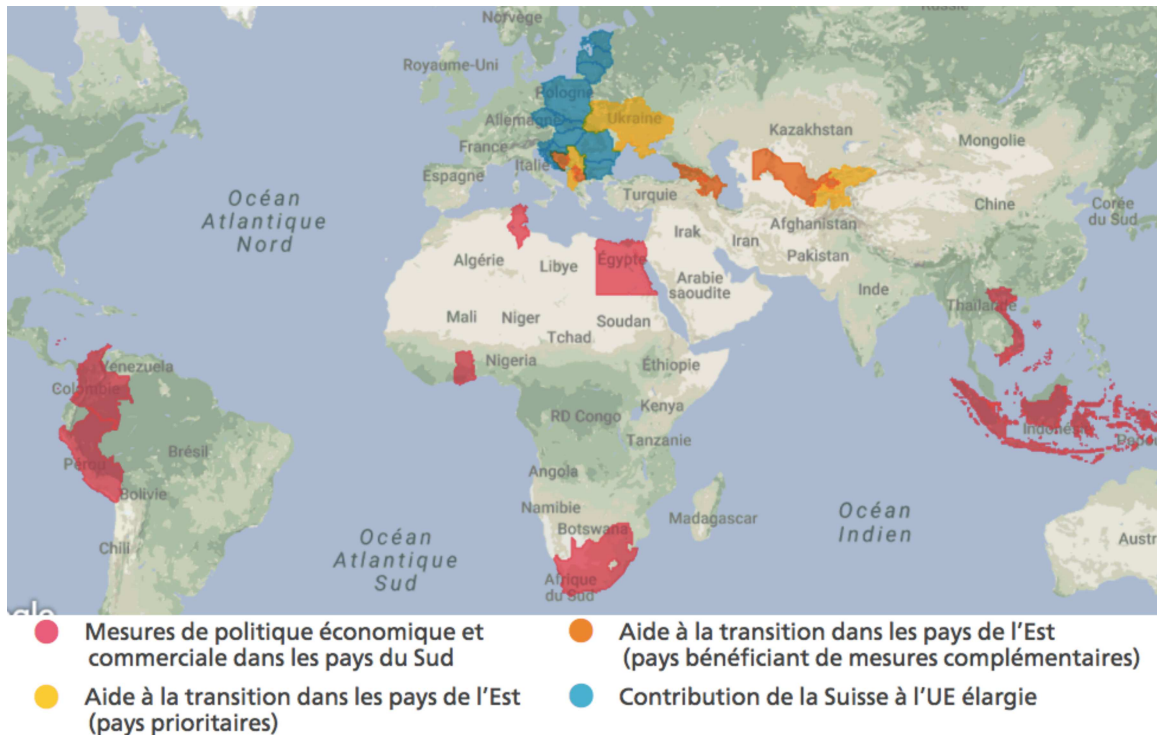 Russie
Norvège
Royaume-Uni
Pologne
Allemagne
Ukraine
Kazakhstan
Mongolie
France
Italie
Espagne
Turquie
Chine
Corée
du Sud
Océan
Atlantique
Nord
Afghanistan
Irak
Iran
Pakistan
Algérie
Libye
Égypte
Arabie
saoudite
Inde
Thaïlande
Mali
Niger
Tchad
Soudan
Nigeria
Éthiopie
Venezuela
Colombie
RD Congo
Kenya
Tanzanie
Indonésie
Brésil
Pérou
Bolivie
Angola
Namibie
Botswana
Madagascar
Océan
Indien
Chili
Océan
Atlantique
Sud
Afrique
du Sud
Austr
gle
Mesures de politique économique et
commerciale dans les pays du Sud
Aide à la transition dans les pays de l’Est
(pays prioritaires)
Aide à la transition dans les pays de l’Est
(pays bénéficiant de mesures complémentaires)
Contribution de la Suisse à l’UE élargie